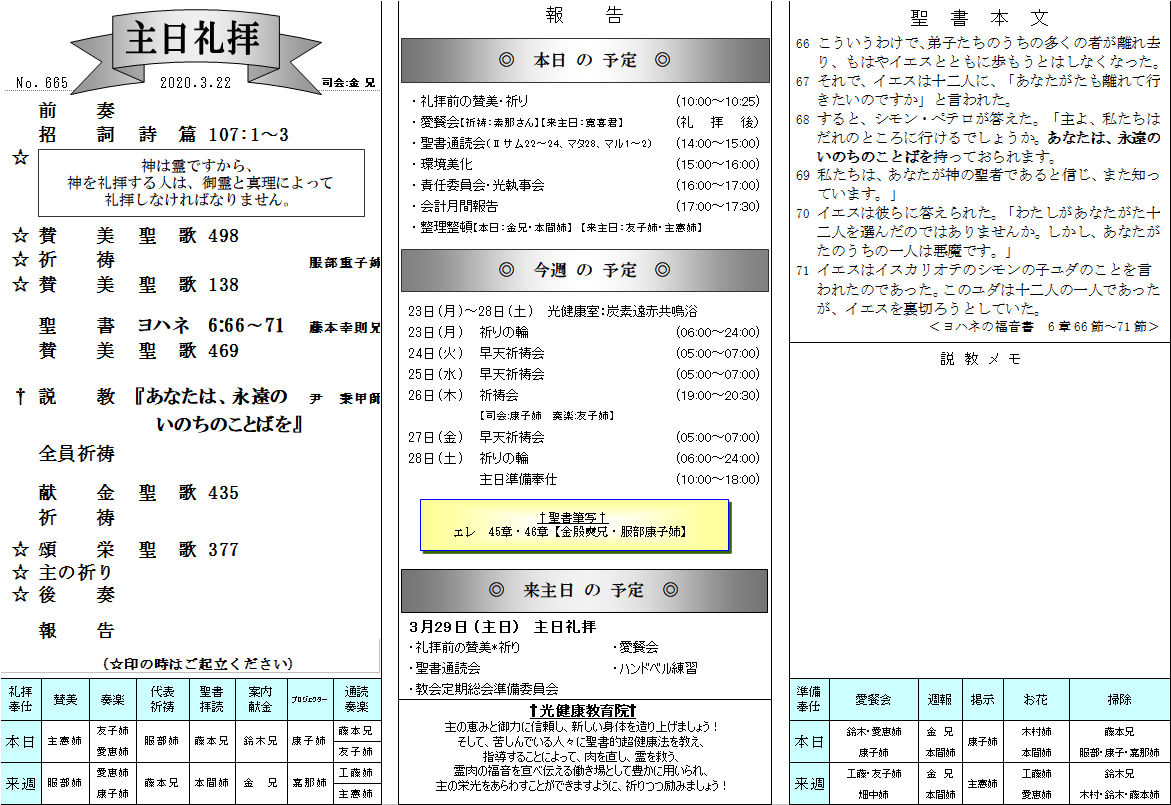 主日礼拝
No. 665 2020.3.22 司会:金 兄
前 奏
招 詞 詩 篇 107:1～3
☆
神は霊ですから、
神を礼拝する人は、御霊と真理によって
礼拝しなければなりません。
☆ 賛 美 聖 歌 498
☆ 祈 祷 服部重子姉
☆ 賛 美 聖 歌 138
聖 書 ヨハネ 6:66～71 藤本幸則兄
賛 美 聖 歌 469
† 説 教 『あなたは、永遠の 尹 秉甲師
いのちのことばを』
全員祈祷
献 金 聖 歌 435
祈 祷
☆ 頌 栄 聖 歌 377
☆ 主の祈り
☆ 後 奏
報 告
(☆印の時はご起立ください)
礼拝奉仕 賛美 奏楽 代表祈祷 聖書拝読 案内献金 プロジェクター 通読奏楽
本日 主憲姉 友子姉 愛恵姉 服部姉 藤本兄 鈴木兄 康子姉 藤本兄 友子姉
来週 服部姉 愛恵姉 康子姉 藤本兄 本間姉 金 兄 嘉那姉 工藤姉 主憲姉
報 告
◎ 本日 の 予定 ◎
・礼拝前の賛美・祈り (10:00～10:25)
・愛餐会【祈祷:素那さん】【来主日:寛喜君】 (礼 拝 後)
・聖書通読会(Ⅱサム22～24、マタ28、マル1～2) (14:00～15:00)
・環境美化 (15:00～16:00)
・責任委員会・光執事会 (16:00～17:00)
・会計月間報告 (17:00～17:30)
・整理整頓【本日:金兄・本間姉】 【来主日:友子姉・主憲姉】
◎ 今週 の 予定 ◎
23日(月)～28日(土) 光健康室:炭素遠赤共鳴浴
23日(月) 祈りの輪 (06:00～24:00)
24日(火) 早天祈祷会 (05:00～07:00)
25日(水) 早天祈祷会 (05:00～07:00)
26日(木) 祈祷会 (19:00～20:30)
【司会:康子姉 奏楽:友子姉】
27日(金) 早天祈祷会 (05:00～07:00)
28日(土) 祈りの輪 (06:00～24:00)
主日準備奉仕 (10:00～18:00)
†聖書筆写†
エレ 45章・46章【金殷奭兄・服部康子姉】
◎ 来主日 の 予定 ◎
3月29日 (主日) 主日礼拝
・礼拝前の賛美*祈り ・愛餐会
・聖書通読会 ・ハンドベル練習
・教会定期総会準備委員会
†光健康教育院†
主の恵みと御力に信頼し、新しい身体を造り上げましょう!
そして、苦しんでいる人々に聖書的超健康法を教え、
指導することによって、肉を直し、霊を救う、
霊肉の福音を宣べ伝える働き場として豊かに用いられ、
主の栄光をあらわすことができますように、祈りつつ励みましょう!
聖 書 本 文
66 こういうわけで、弟子たちのうちの多くの者が離れ去
り、もはやイエスとともに歩もうとはしなくなった。
67 それで、イエスは十二人に、「あなたがたも離れて行
きたいのですか」と言われた。
68 すると、シモン・ペテロが答えた。「主よ、私たちは
だれのところに行けるでしょうか。あなたは、永遠の
いのちのことばを持っておられます。
69 私たちは、あなたが神の聖者であると信じ、また知っ
ています。」
70 イエスは彼らに答えられた。「わたしがあなたがた十
二人を選んだのではありませんか。しかし、あなたが
たのうちの一人は悪魔です。」
71 イエスはイスカリオテのシモンの子ユダのことを言
われたのであった。このユダは十二人の一人であった
が、イエスを裏切ろうとしていた。
＜ヨハネの福音書 6章66節～71節＞
説 教 メ モ
準備奉仕 愛餐会 週報 掲示 お花 掃除
本日 鈴木・愛恵姉 康子姉 金 兄 本間姉 康子姉 木村姉 本間姉 藤本兄 服部・康子・嘉那姉
来週 工藤・友子姉 畑中姉 金 兄 本間姉 主憲姉 工藤姉 愛恵姉 鈴木兄 木村・鈴木・藤本姉